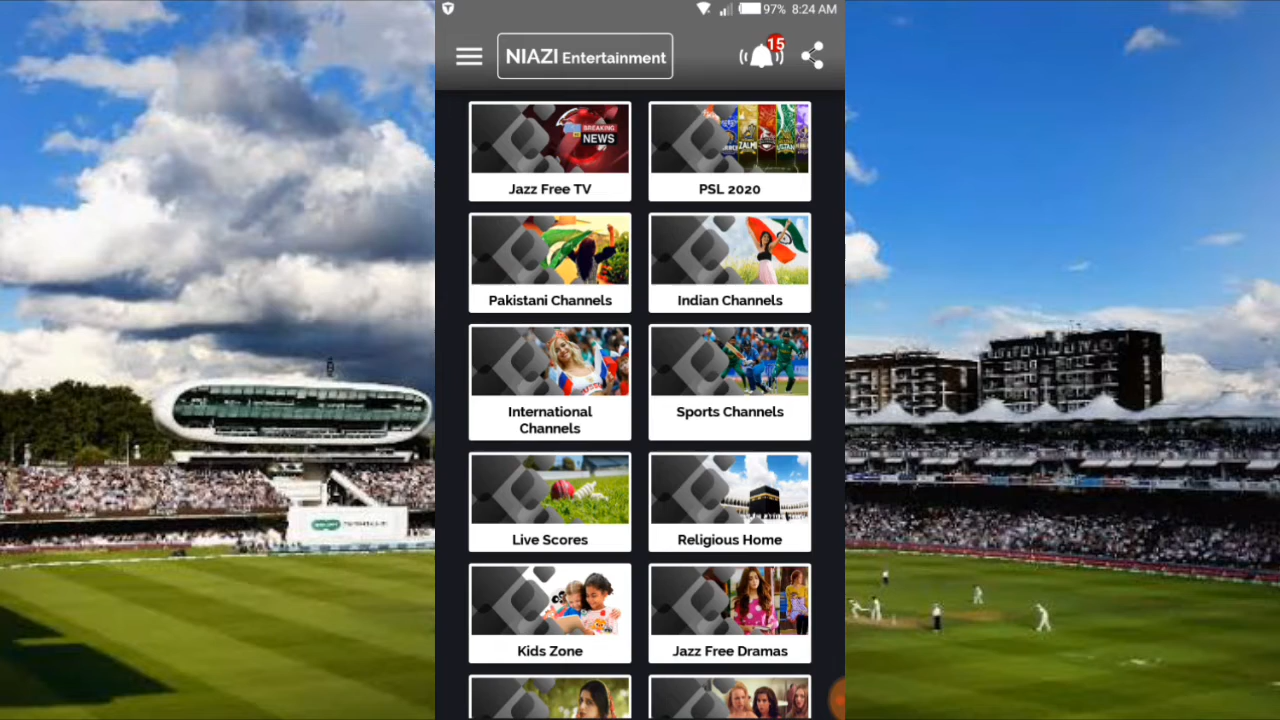 97% 8:24 AM
NIAZI Entertainment
15
BREAKING
NEWS
ZALMI
Jazz Free TV
PSL 2020
Pakistani Channels
Indian Channels
International
Channels
Sports Channels
Live Scores
Religious Home
Kids Zone
Jazz Free Dramas